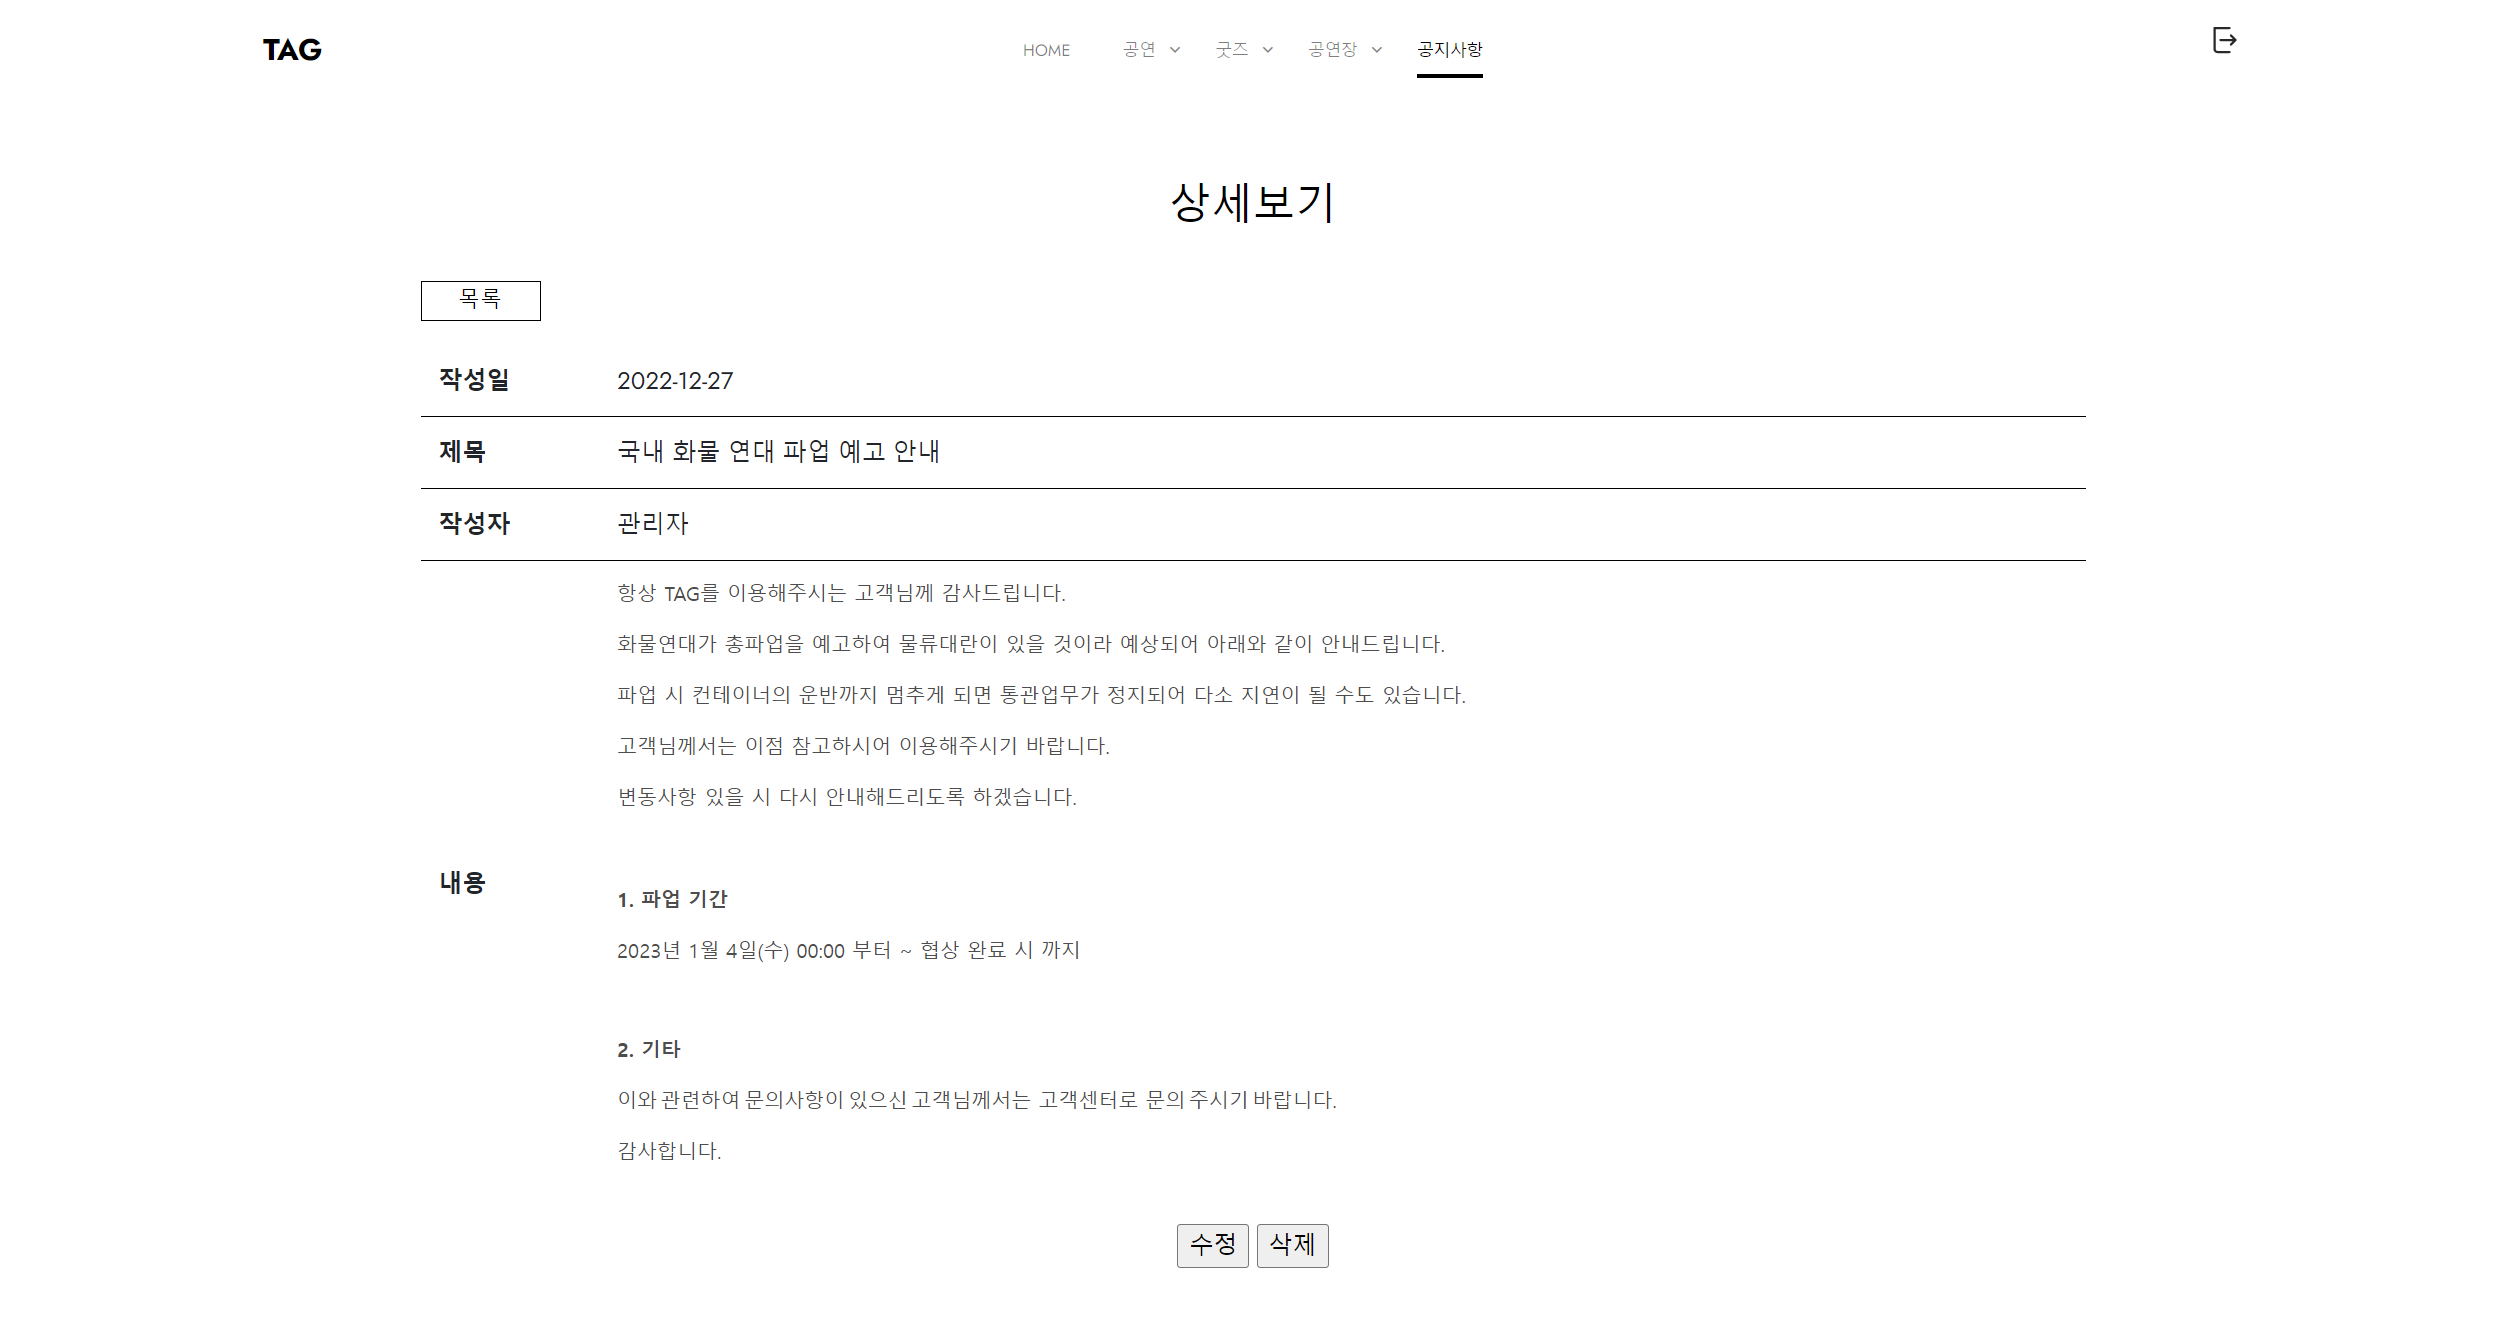 TAG
HOME 공연 굿즈 공연장 공지사항
상세보기
목록
작성일 2022-12-27
제목 국내 화물 연대 파업 예고 안내
작성자 관리자
항상 TAG를 이용해주시는 고객님께 감사드립니다.
화물연대가 총파업을 예고하여 물류대란이 있을 것이라 예상되어 아래와 같이 안내드립니다.
파업 시 컨테이너의 운반까지 멈추게 되면 통관업무가 정지되어 다소 지연이 될 수도 있습니다.
고객님께서는 이점 참고하시어 이용해주시기 바랍니다.
변동사항 있을 시 다시 안내해드리도록 하겠습니다.
내용
1. 파업 기간
2023년 1월 4일(수) 00:00 부터 ~ 협상 완료 시 까지
2. 기타
이와 관련하여 문의사항이 있으신 고객님께서는 고객센터로 문의 주시기 바랍니다.
감사합니다.
수정 삭제